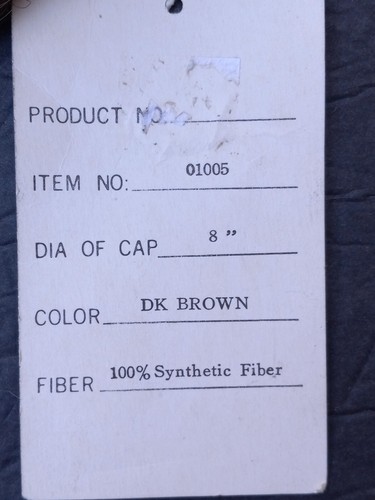 PRODUCT NO.
ITEM NO: 01005
DIA OF CAP 8 "
COLOR DK BROWN
FIBER 100% Synthetic Fiber